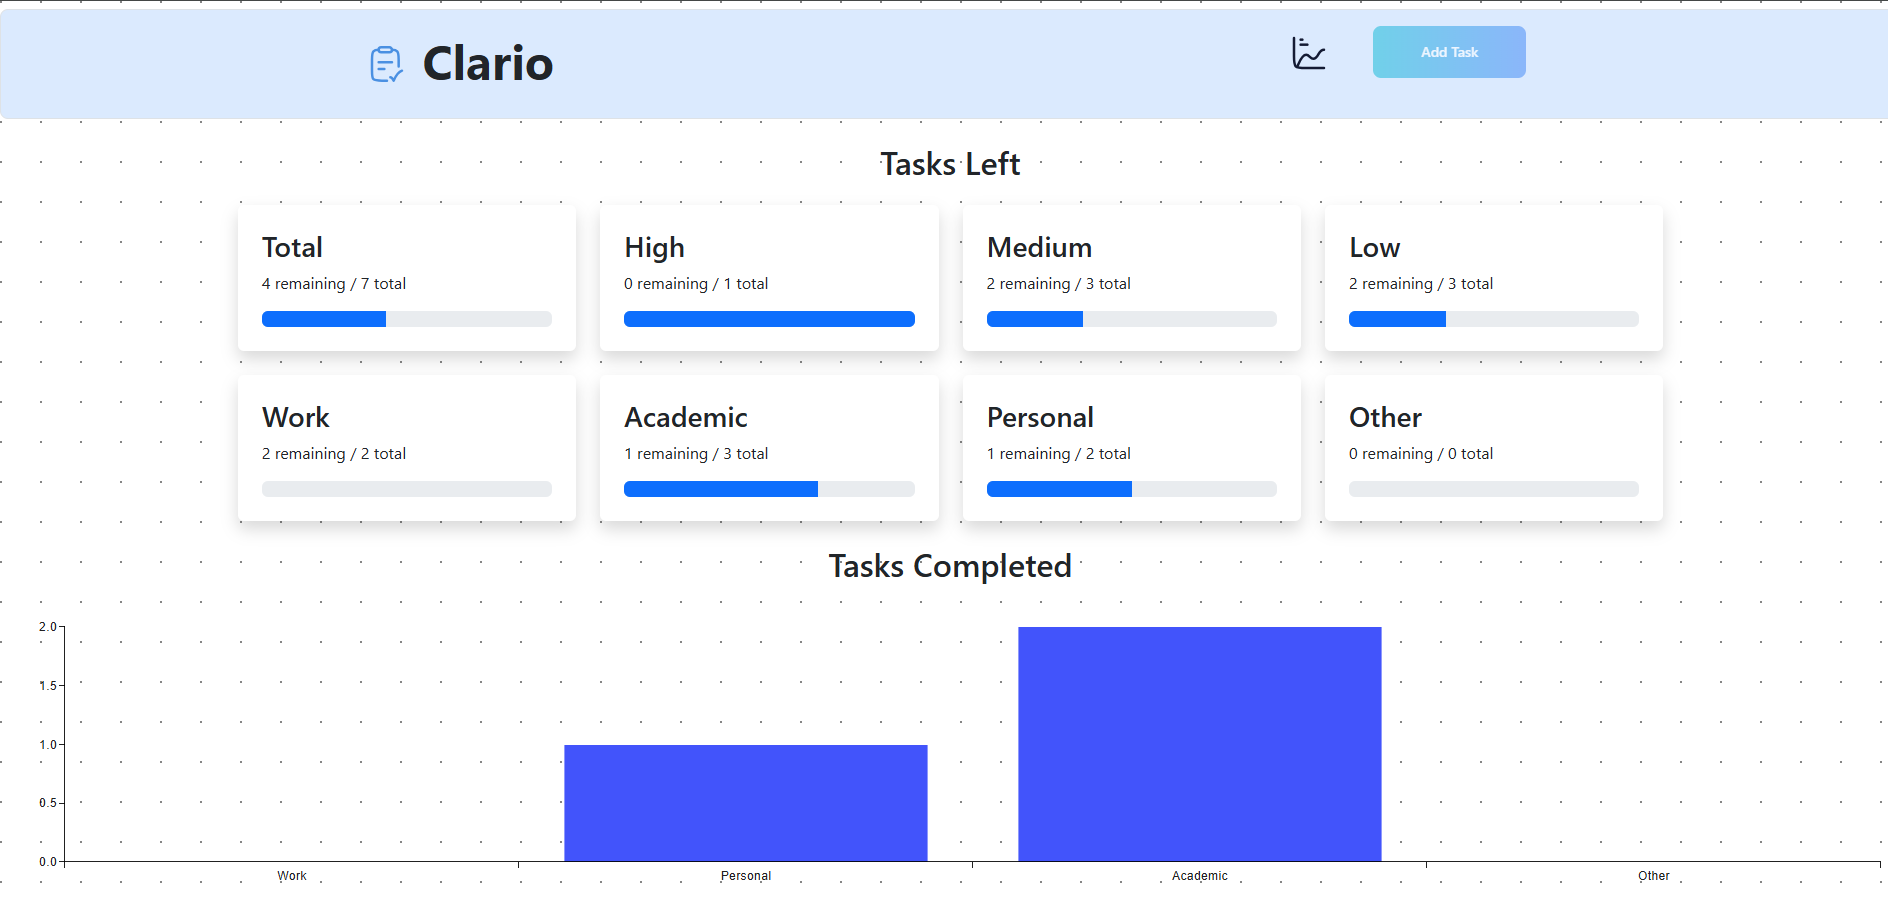 Clario
Add Task
Tasks Left
Total
4 remaining / 7 total
High
0 remaining / 1 total
Medium
2 remaining / 3 total
Low
2 remaining / 3 total
Work
2 remaining / 2 total
Academic
1 remaining / 3 total
Personal
1 remaining / 2 total
Other
0 remaining / 0 total
Tasks Completed
2.0
1.5
1.0
0.5
0.0
Work
Personal
Academic
Other